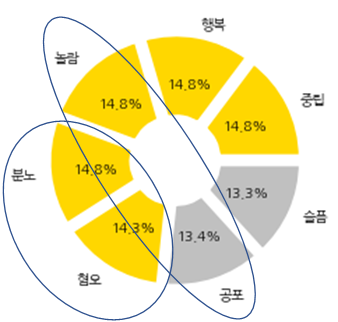 행복
14.8%
중립
14.8%
슬픔
13.3%
공포
13.4%
혐오
14.3%
분노
14.8%
놀람
14.8%